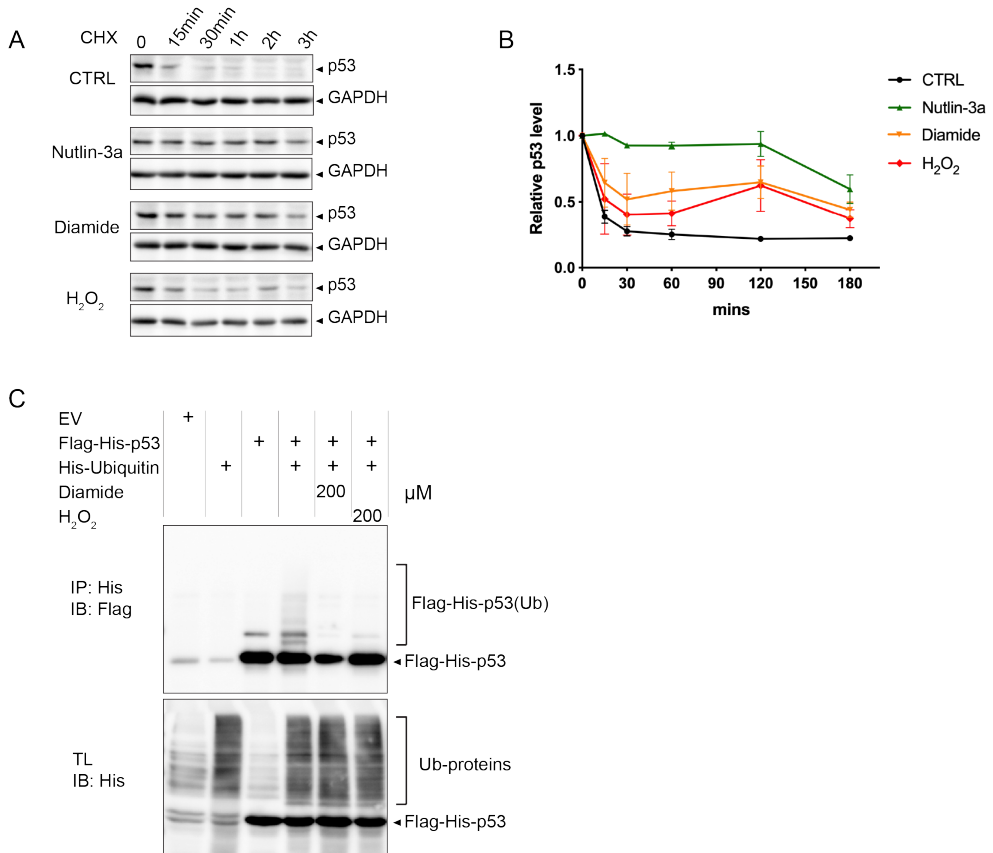 A
CHX 0 15min 30min 1h 2h 3h
CTRL
p53
GAPDH
Nutlin-3a
p53
GAPDH
Diamide
p53
GAPDH
H₂O₂
p53
GAPDH
B
1.5
1.0
0.5
0.0
Relative p53 level
0 30 60 90 120 150 180
mins
CTRL
Nutlin-3a
Diamide
H₂O₂
C
EV +
Flag-His-p53 + + + +
His-Ubiquitin + + + +
Diamide 200 µM
H₂O₂ 200
IP: His
IB: Flag
Flag-His-p53(Ub)
Flag-His-p53
TL
IB: His
Ub-proteins
Flag-His-p53